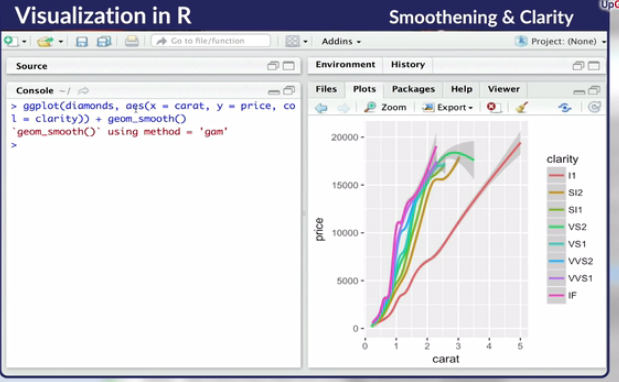 UpG
Visualization in R
Smoothening & Clarity
Go to file/function
Addins
Project: (None)
Source
Console ~/
> ggplot(diamonds, aes(x = carat, y = price, co
l = clarity)) + geom_smooth()
`geom_smooth()` using method = 'gam'
>
Environment History
Files Plots Packages Help Viewer
Zoom Export
20000
15000
10000
5000
0
price
0 1 2 3 4 5
carat
clarity
I1
SI2
SI1
VS2
VS1
VVS2
VVS1
IF